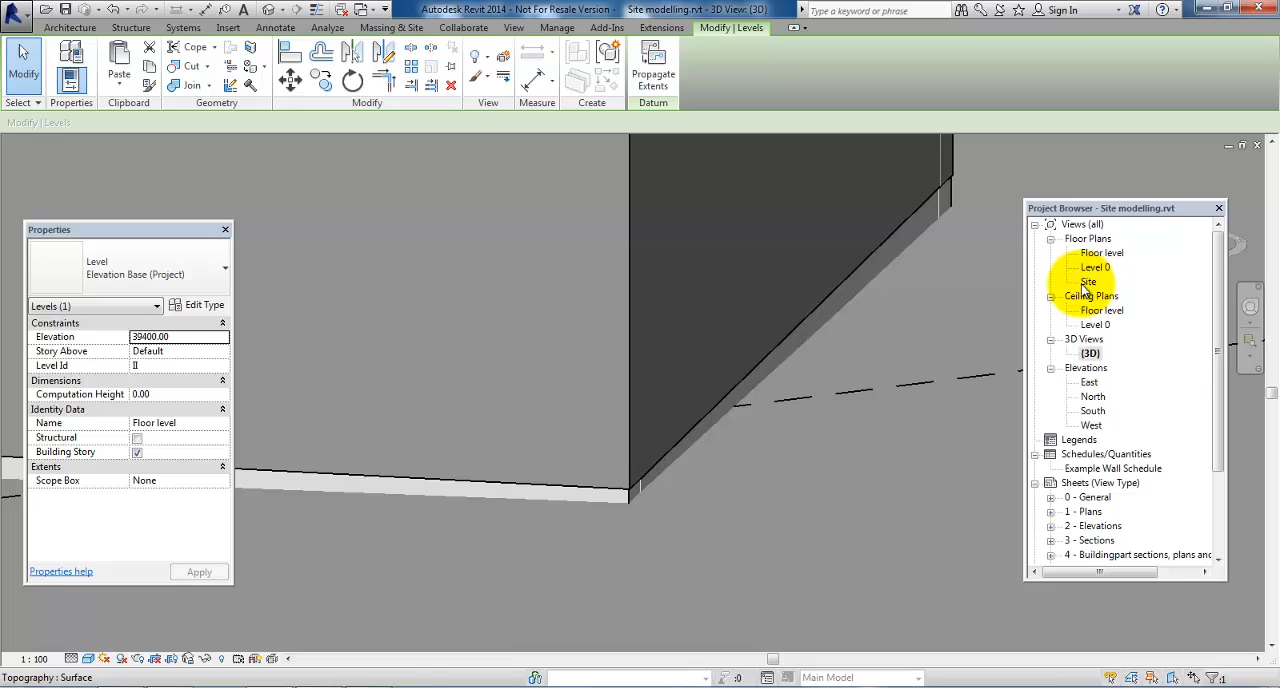 Autodesk Revit 2014 - Not For Resale Version - Site modelling.rvt - 3D View: {3D}
Type a keyword or phrase
Sign In
Architecture Structure Systems Insert Annotate Analyze Massing & Site Collaborate View Manage Add-Ins Extensions Modify | Levels
Modify
Paste
Cope
Cut
Join
Propagate
Extents
Select Properties Clipboard Geometry Modify View Measure Create Datum
Modify | Levels
Properties
Level
Elevation Base (Project)
Levels (1)
Edit Type
Constraints
Elevation 39400.00
Story Above Default
Level Id II
Dimensions
Computation Height 0.00
Identity Data
Name Floor level
Structural
Building Story
Extents
Scope Box None
Properties help
Apply
Project Browser - Site modelling.rvt
Views (all)
Floor Plans
Floor level
Level 0
Site
Ceiling Plans
Floor level
Level 0
3D Views
{3D}
Elevations
East
North
South
West
Legends
Schedules/Quantities
Example Wall Schedule
Sheets (View Type)
0 - General
1 - Plans
2 - Elevations
3 - Sections
4 - Buildingpart sections, plans anc
1 : 100
Topography : Surface
:0
Main Model
:1